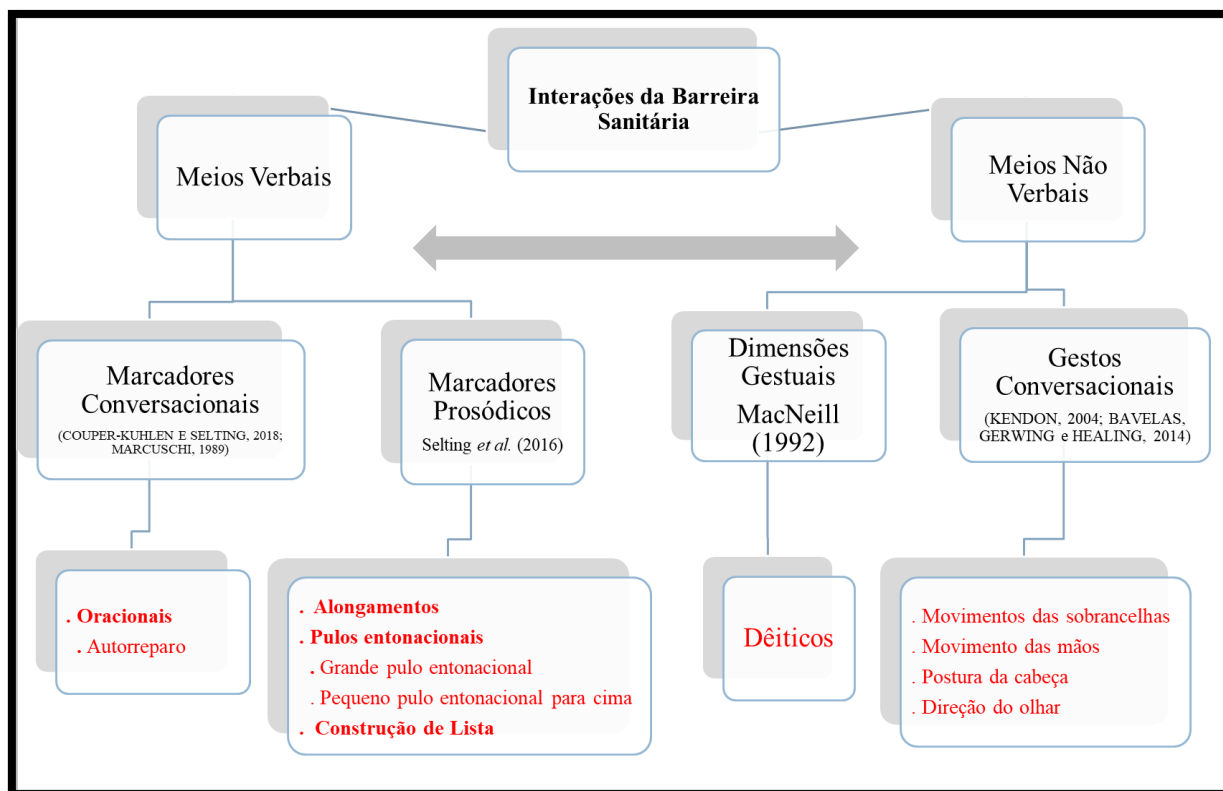 Interações da Barreira
Sanitária
Meios Verbais
Meios Não
Verbais
Marcadores
Conversacionais
(COUPER-KUHLEN E SELTING, 2018;
MARCUSCHI, 1989)
Marcadores
Prosódicos
Selting et al. (2016)
Dimensões
Gestuais
MacNeill
(1992)
Gestos
Conversacionais
(KENDON, 2004; BAVELAS,
GERWING e HEALING, 2014)
. Oracionais
. Autorreparo
. Alongamentos
. Pulos entonacionais
. Grande pulo entonacional
. Pequeno pulo entonacional para cima
. Construção de Lista
Dêiticos
. Movimentos das sobrancelhas
. Movimento das mãos
. Postura da cabeça
. Direção do olhar